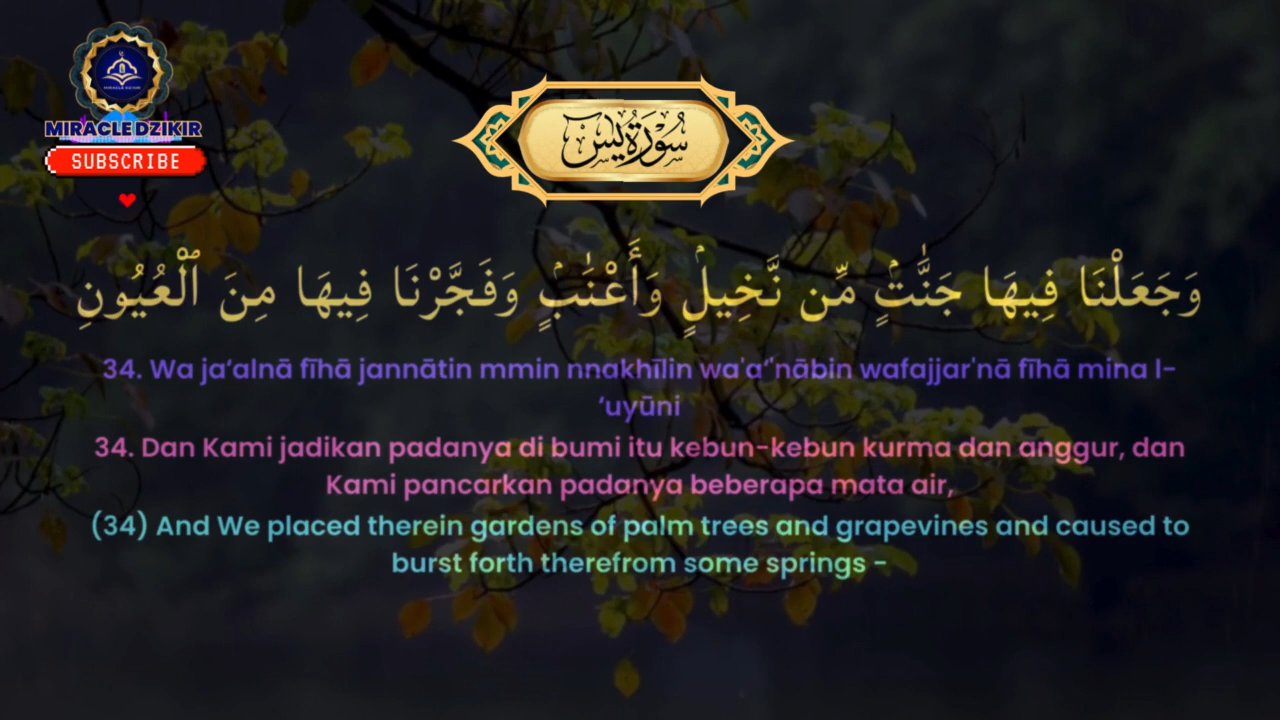 MIRACLE DZIKIR
MIRACLE DZIKIR
SUBSCRIBE
سُورَةُ يس
وَجَعَلْنَا فِيهَا جَنَّٰتٍۢ مِّن نَّخِيلٍۢ وَأَعْنَٰبٍۢ وَفَجَّرْنَا فِيهَا مِنَ ٱلْعُيُونِ
34. Wa ja‘alnā fīhā jannātin mmin nnakhīlin wa'a‘'nābin wafajjar'nā fīhā mina l-
‘uyūni
34. Dan Kami jadikan padanya di bumi itu kebun-kebun kurma dan anggur, dan
Kami pancarkan padanya beberapa mata air,
(34) And We placed therein gardens of palm trees and grapevines and caused to
burst forth therefrom some springs -